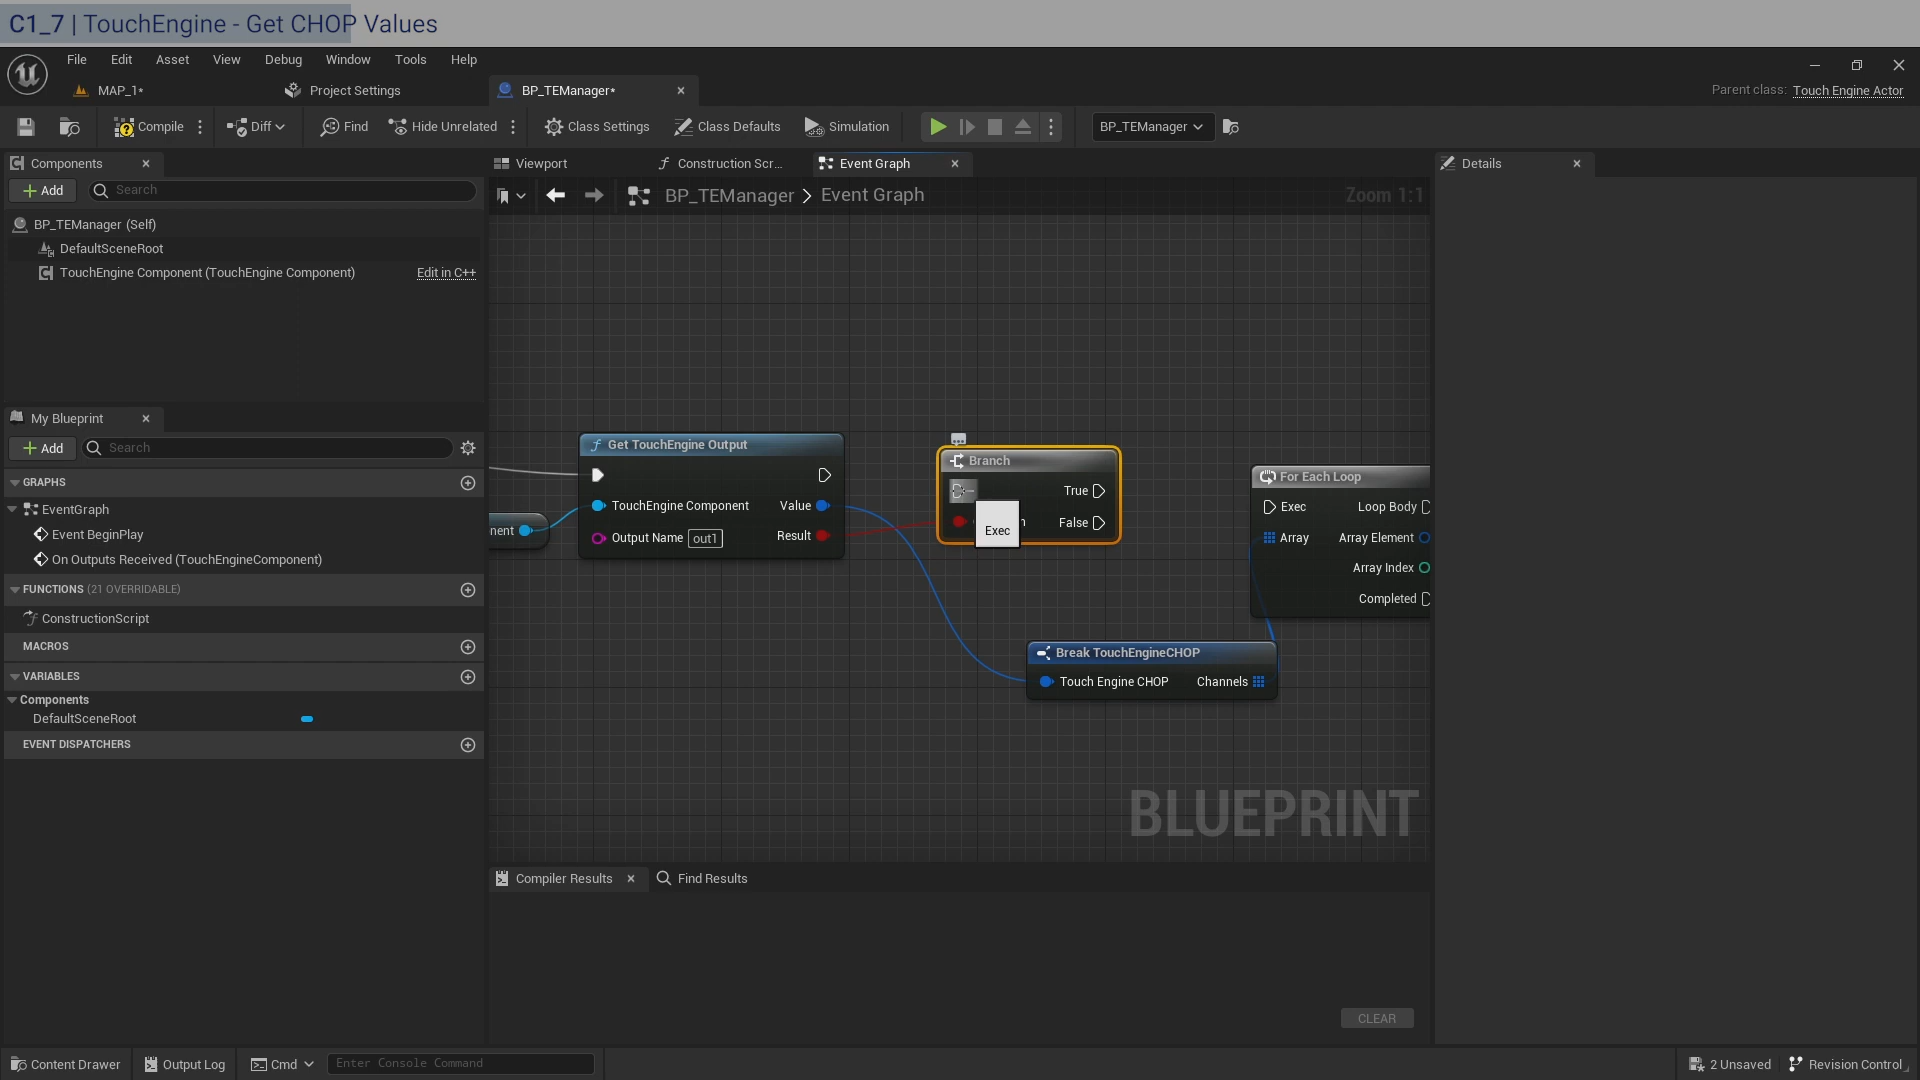 C1_7 | TouchEngine - Get CHOP Values
File Edit Asset View Debug Window Tools Help
MAP_1* Project Settings BP_TEManager* Parent class: Touch Engine Actor
Compile Diff Find Hide Unrelated Class Settings Class Defaults Simulation BP_TEManager
Components Viewport Construction Scr... Event Graph Details
Add Search BP_TEManager > Event Graph Zoom 1:1
BP_TEManager (Self)
DefaultSceneRoot
TouchEngine Component (TouchEngine Component) Edit in C++
My Blueprint
Add Search
GRAPHS
EventGraph
Event BeginPlay
On Outputs Received (TouchEngineComponent)
FUNCTIONS (21 OVERRIDABLE)
ConstructionScript
MACROS
VARIABLES
Components
DefaultSceneRoot
EVENT DISPATCHERS
nent
Get TouchEngine Output
TouchEngine Component Value
Output Name out1 Result
Branch
True
n False
Exec
For Each Loop
Exec Loop Body
Array Array Element
Array Index
Completed
Break TouchEngineCHOP
Touch Engine CHOP Channels
BLUEPRINT
Compiler Results Find Results
CLEAR
Content Drawer Output Log Cmd Enter Console Command 2 Unsaved Revision Control